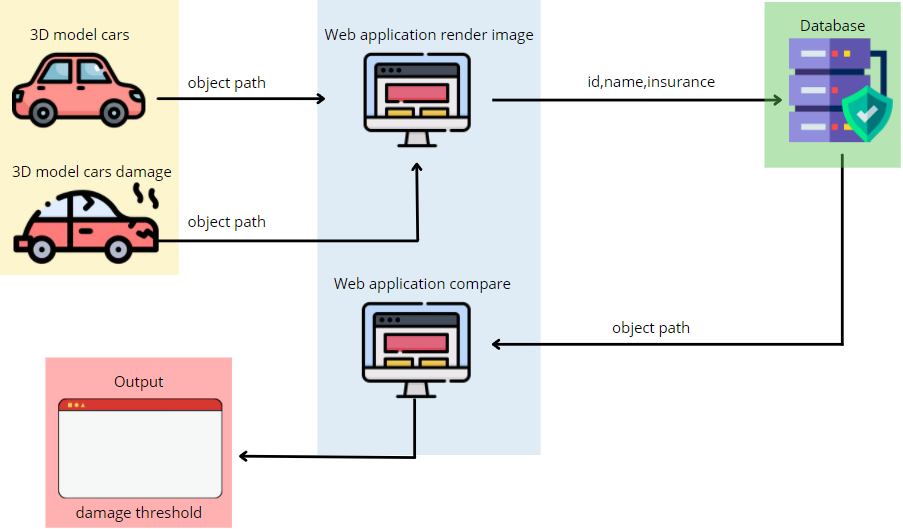 3D model cars
object path
Web application render image
id,name,insurance
Database
3D model cars damage
object path
Web application compare
object path
Output
damage threshold